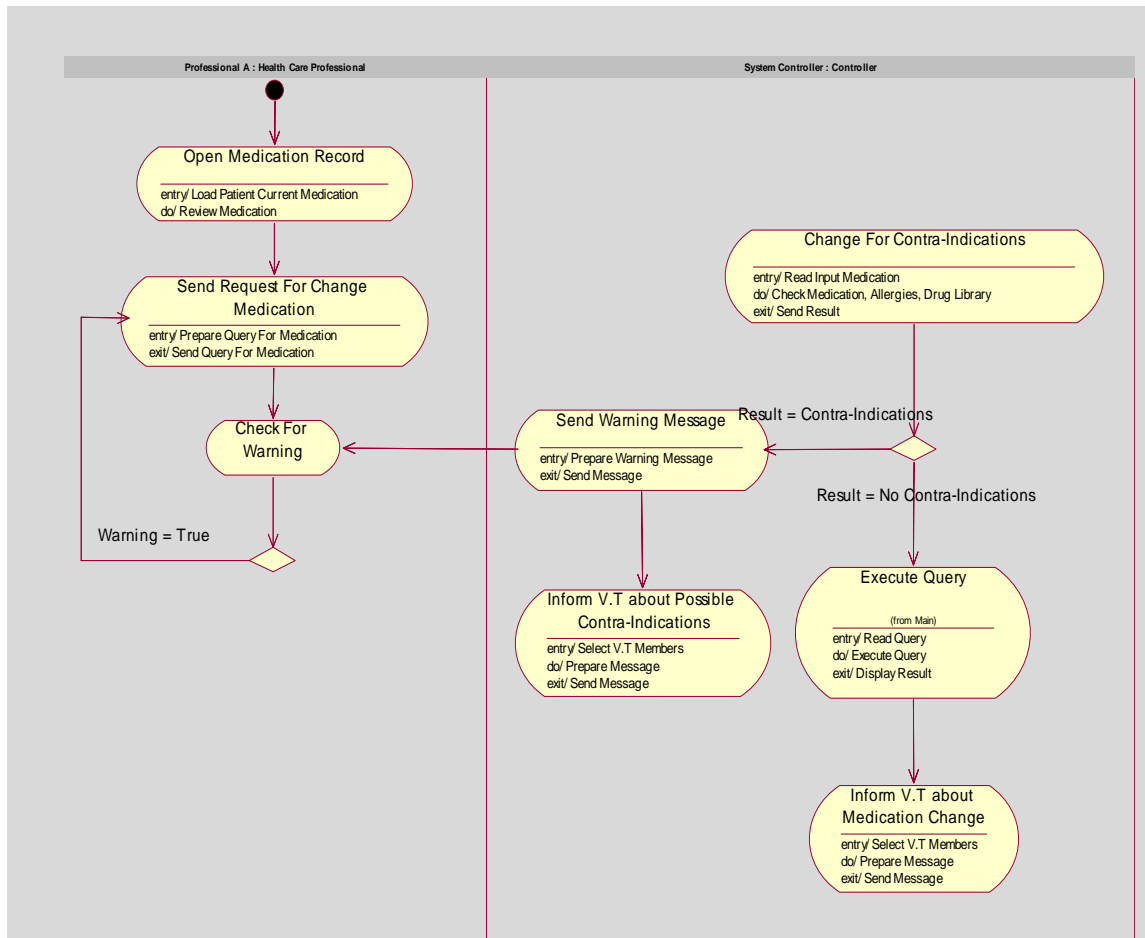 Professional A : Health Care Professional
System Controller : Controller
Open Medication Record
entry/ Load Patient Current Medication
do/ Review Medication
Send Request For Change
Medication
entry/ Prepare Query For Medication
exit/ Send Query For Medication
Check For
Warning
Warning = True
Change For Contra-Indications
entry/ Read Input Medication
do/ Check Medication, Allergies, Drug Library
exit/ Send Result
Result = Contra-Indications
Send Warning Message
entry/ Prepare Warning Message
exit/ Send Message
Result = No Contra-Indications
Inform V.T about Possible
Contra-Indications
entry/ Select V.T Members
do/ Prepare Message
exit/ Send Message
Execute Query
(from Main)
entry/ Read Query
do/ Execute Query
exit/ Display Result
Inform V.T about
Medication Change
entry/ Select V.T Members
do/ Prepare Message
exit/ Send Message